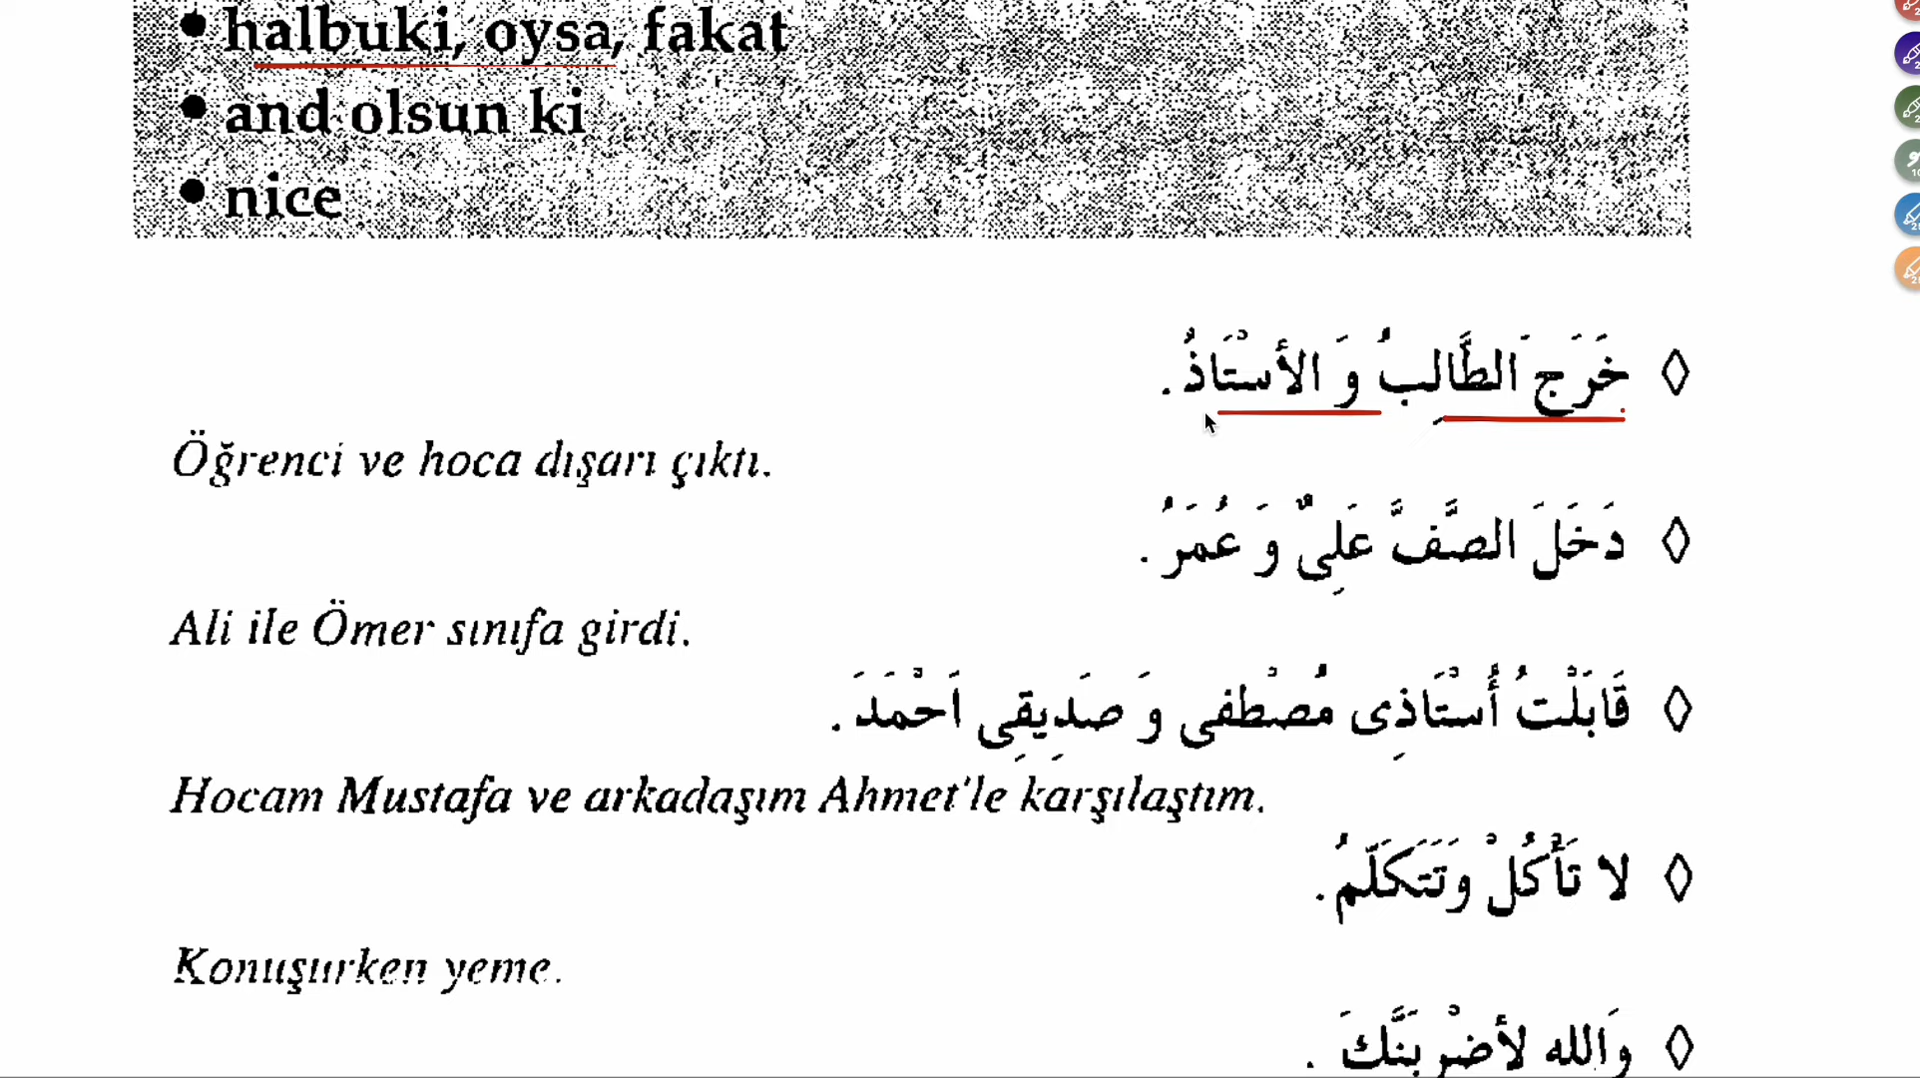 • halbuki, oysa, fakat
• and olsun ki
• nice
◊ خَرَجَ الطَّالِبُ وَ الأُسْتَاذُ .
Öğrenci ve hoca dışarı çıktı.
◊ دَخَلَ الصَّفَّ عَلِىٌّ وَ عُمَرُ .
Ali ile Ömer sınıfa girdi.
◊ قَابَلْتُ أُسْتَاذِى مُصْطَفى وَ صَدِيقِى اَحْمَدَ .
Hocam Mustafa ve arkadaşım Ahmet'le karşılaştım.
◊ لا تَأْكُلْ وَتَتَكَلَّمُ .
Konuşurken yeme.
◊ وَالله لأَضْرِبَنَّكَ .